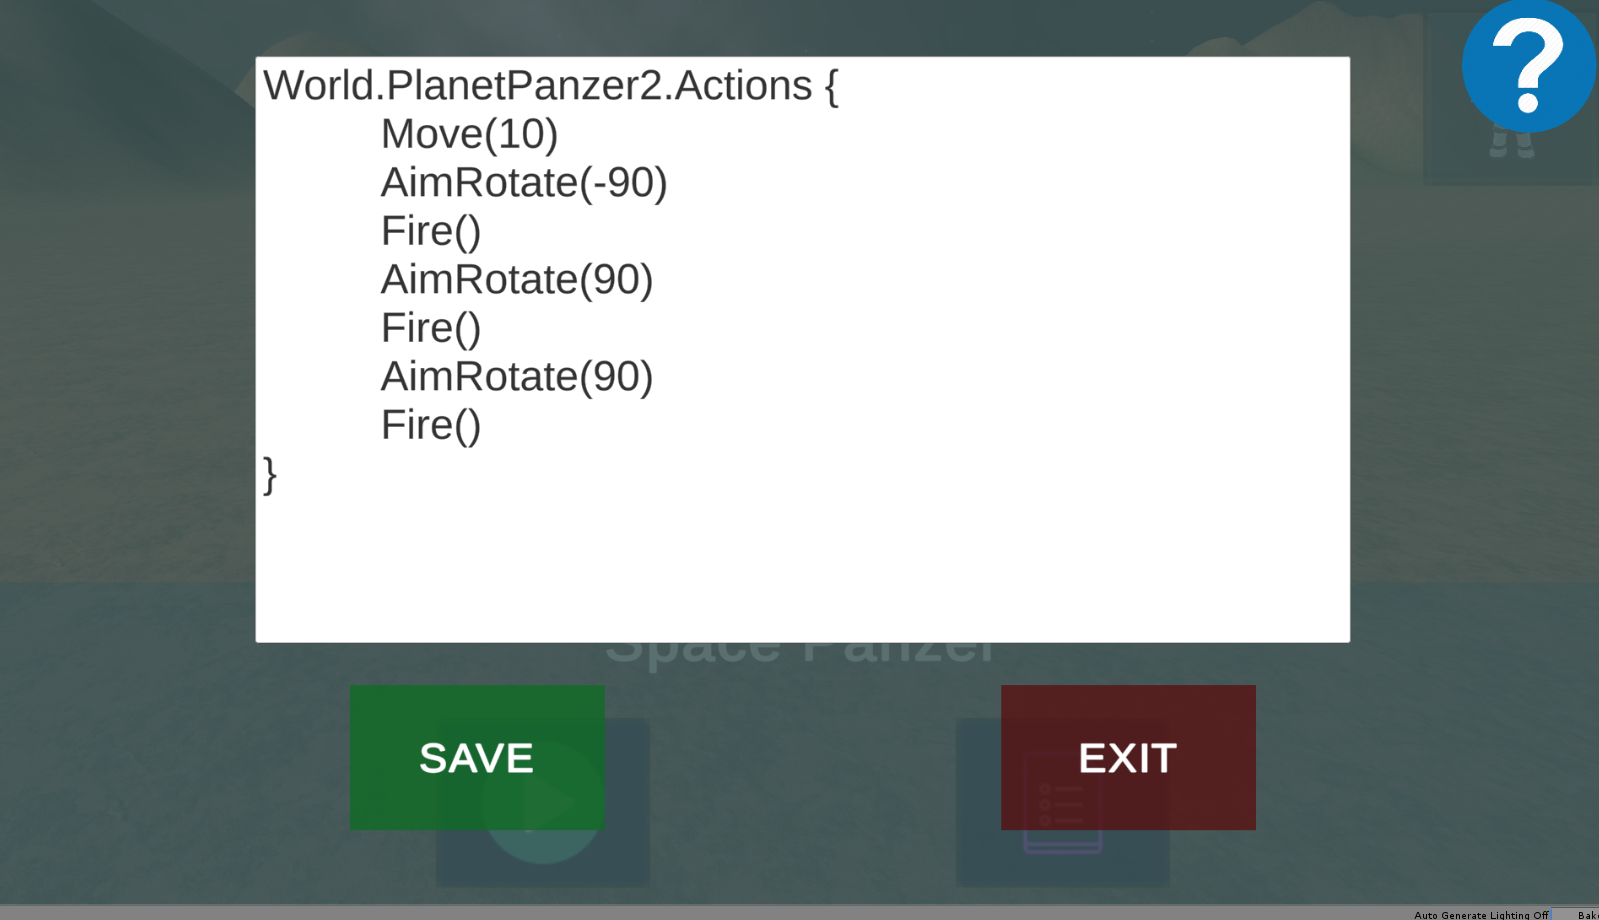 World.PlanetPanzer2.Actions {
Move(10)
AimRotate(-90)
Fire()
AimRotate(90)
Fire()
AimRotate(90)
Fire()
}
Space Panzer
SAVE
EXIT
?
Auto Generate Lighting Off